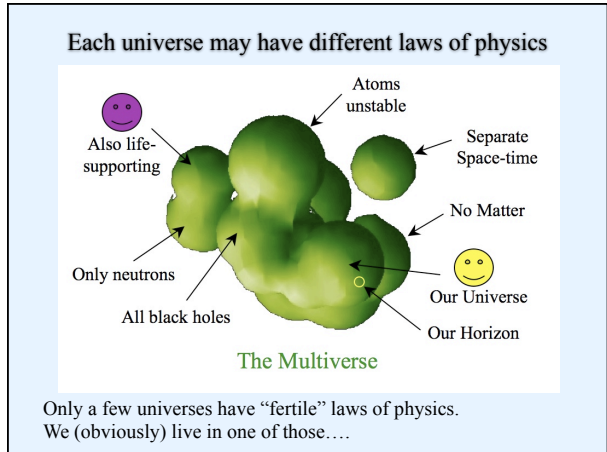 Each universe may have different laws of physics
Atoms
unstable
Also life-
supporting
Separate
Space-time
No Matter
Only neutrons
Our Universe
All black holes
Our Horizon
The Multiverse
Only a few universes have “fertile” laws of physics.
We (obviously) live in one of those….